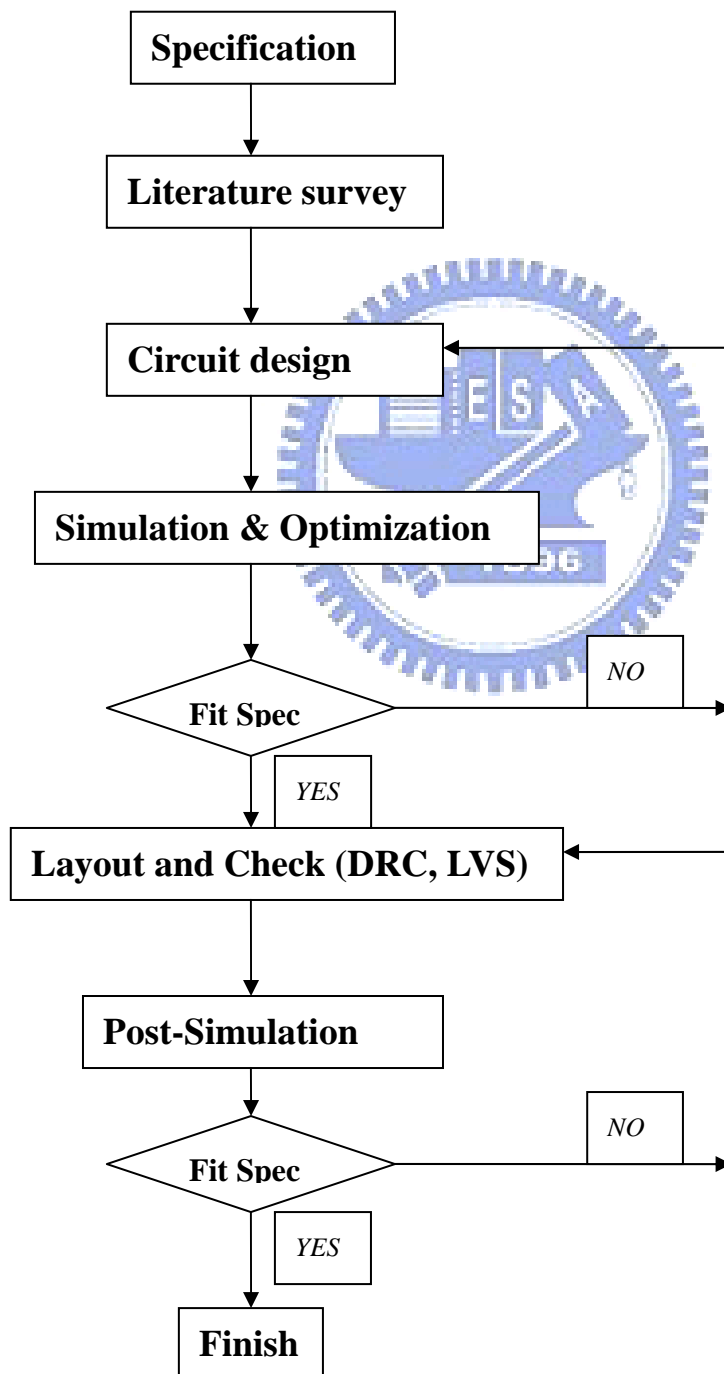 Specification
Literature survey
Circuit design
E S A
Simulation & Optimization
1896
NO
Fit Spec
YES
Layout and Check (DRC, LVS)
Post-Simulation
NO
Fit Spec
YES
Finish